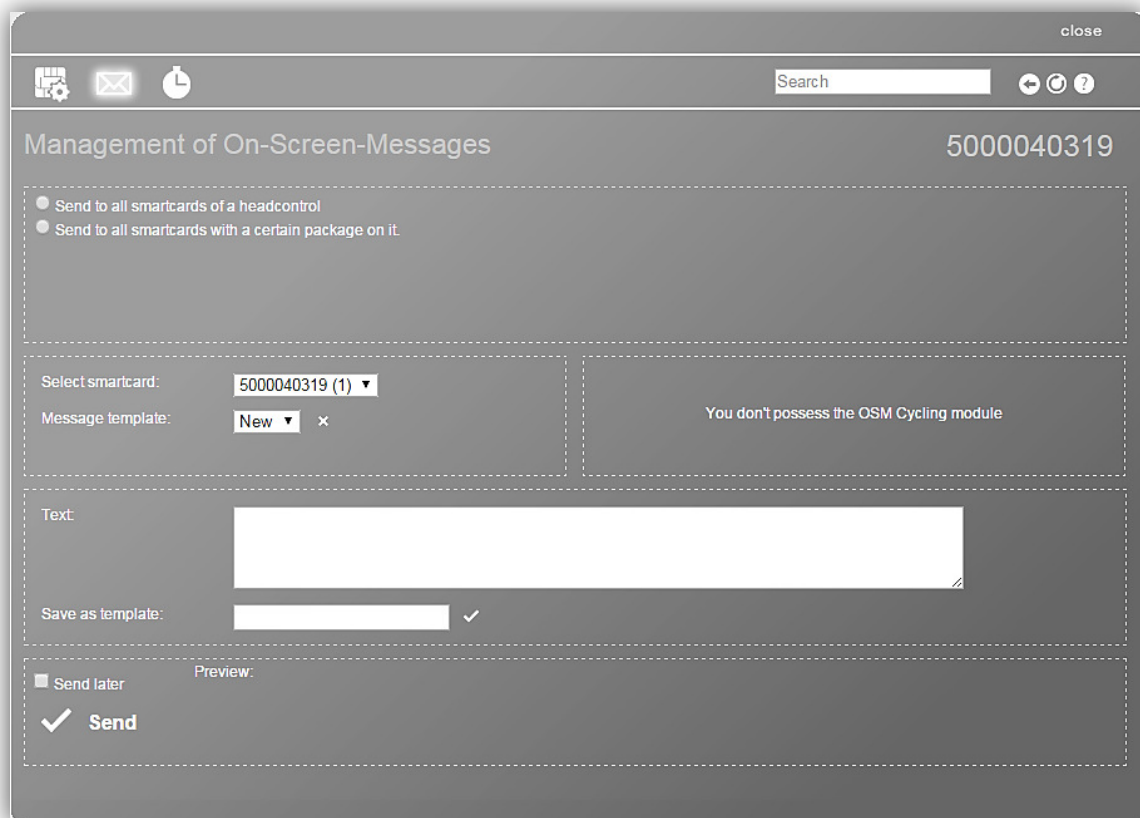 close
Search
Management of On-Screen-Messages
5000040319
Send to all smartcards of a headcontrol
Send to all smartcards with a certain package on it.
Select smartcard:
5000040319 (1)
Message template:
New
You don't possess the OSM Cycling module
Text:
Save as template:
Preview:
Send later
Send